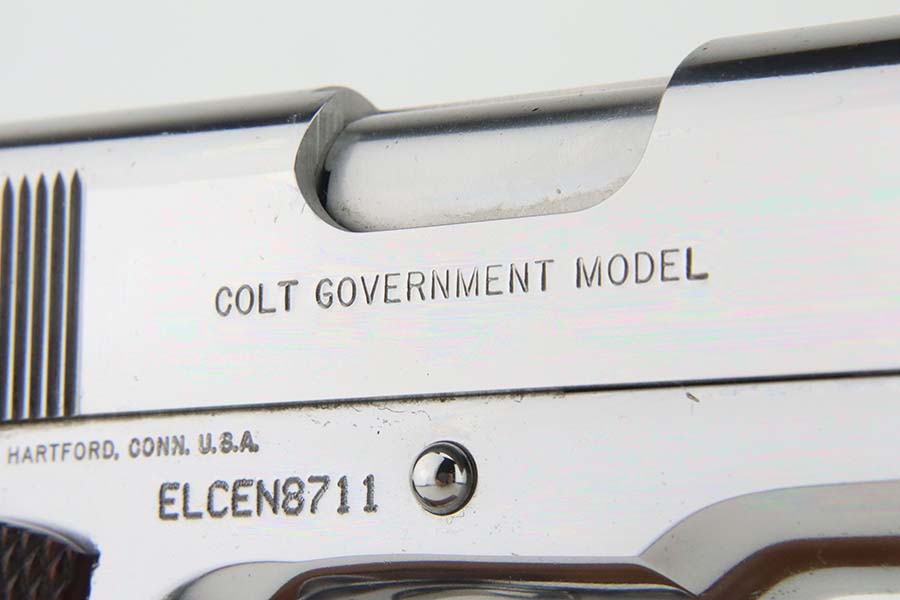 COLT GOVERNMENT MODEL
HARTFORD, CONN. U.S.A.
ELCEN8711